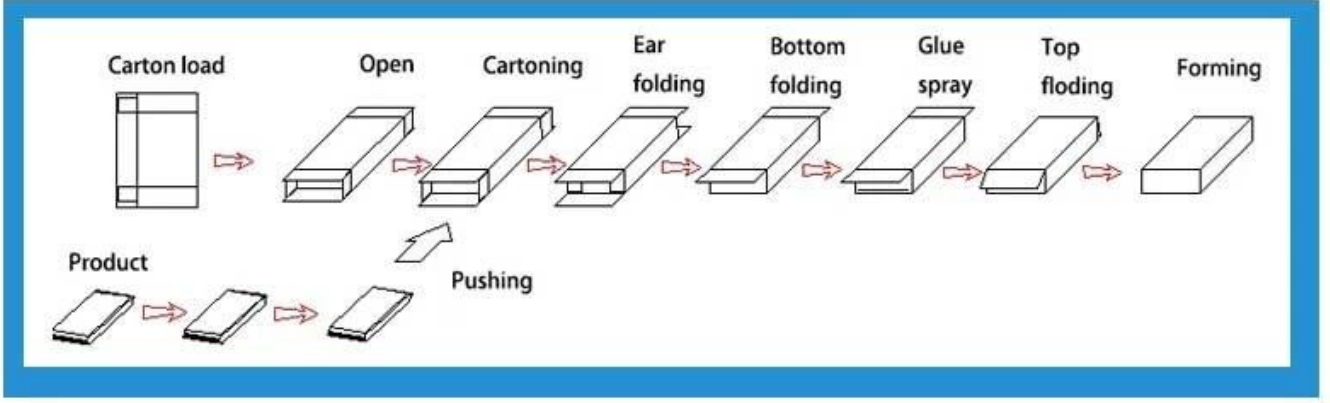 Carton load
Open
Cartoning
Ear
folding
Bottom
folding
Glue
spray
Top
floding
Forming
Product
Pushing